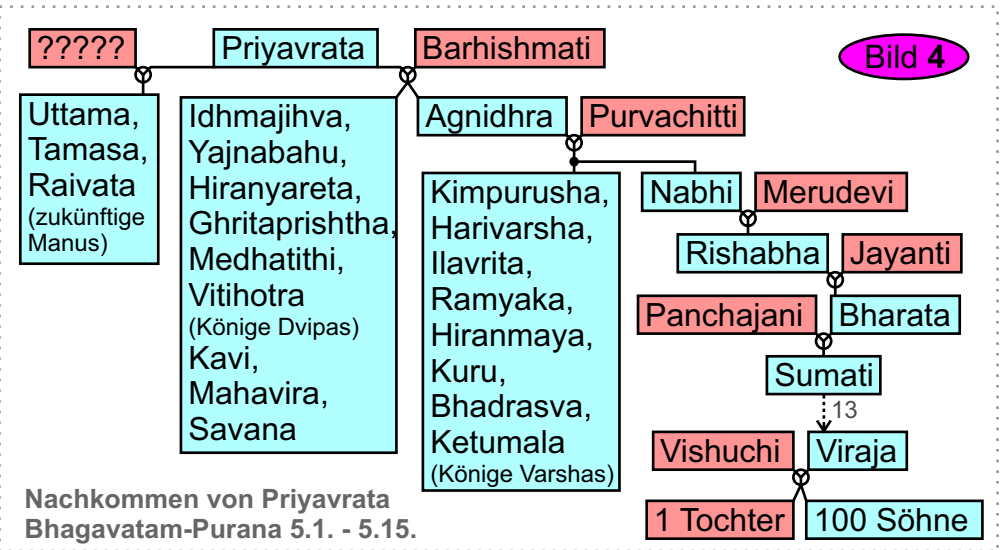 ?????
Priyavrata
Barhishmati
Bild 4
Uttama,
Tamasa,
Raivata
(zukünftige
Manus)
Idhmajihva,
Yajnabahu,
Hiranyareta,
Ghritaprishtha,
Medhatithi,
Vitihotra
(Könige Dvipas)
Kavi,
Mahavira,
Savana
Agnidhra
Purvachitti
Kimpurusha,
Harivarsha,
Ilavrita,
Ramyaka,
Hiranmaya,
Kuru,
Bhadrasva,
Ketumala
(Könige Varshas)
Nabhi
Merudevi
Rishabha
Jayanti
Panchajani
Bharata
Sumati
13
Vishuchi
Viraja
1 Tochter
100 Söhne
Nachkommen von Priyavrata
Bhagavatam-Purana 5.1. - 5.15.